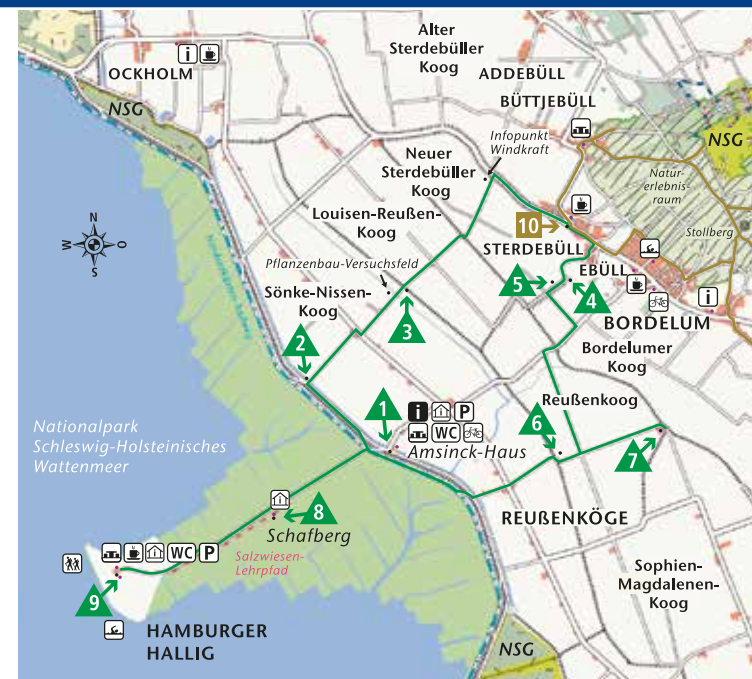 Alter
Sterdebüller
Koog
i
OCKHOLM
ADDEBÜLL
BÜTTJEBÜLL
NSG
NSG
Infopunkt
Windkraft
Neuer
Sterdebüller
Koog
Natur-
erlebnis-
raum
N
W
O
S
Louisen-Reußen-
Koog
10
Stollberg
STERDEBÜLL
Pflanzenbau-Versuchsfeld
EBÜLL
5
4
i
Sönke-Nissen-
Koog
3
BORDELUM
2
Bordelumer
Koog
1
i
P
Reußenkoog
Nationalpark
Schleswig-Holsteinisches
Wattenmeer
WC
6
Amsinck-Haus
7
8
REUßENKÖGE
Schafberg
WC
P
Salzwiesen-
Lehrpfad
Sophien-
Magdalenen-
Koog
9
HAMBURGER
HALLIG
NSG